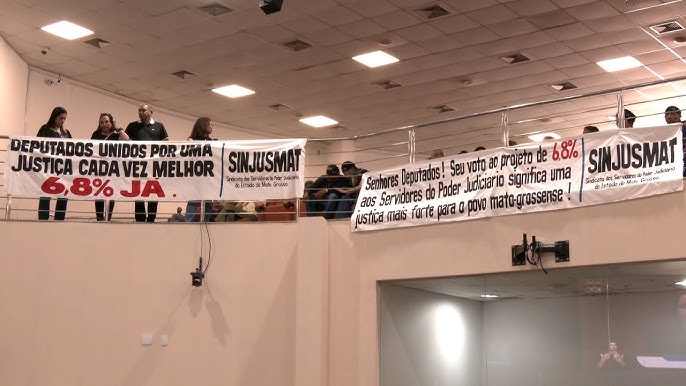 DEPUTADOS UNIDOS POR UMA
JUSTIÇA CADA VEZ MELHOR
6,8% JÁ
SINJUSMAT
Sindicato dos Servidores do Poder Judiciário
do Estado de Mato Grosso
Senhores Deputados! Seu voto ao projeto de 6,8%
aos Servidores do Poder Judiciário significa uma
justiça mais forte para o povo mato-grossense!
SINJUSMAT
Sindicato dos Servidores do Poder Judiciário
do Estado de Mato Grosso